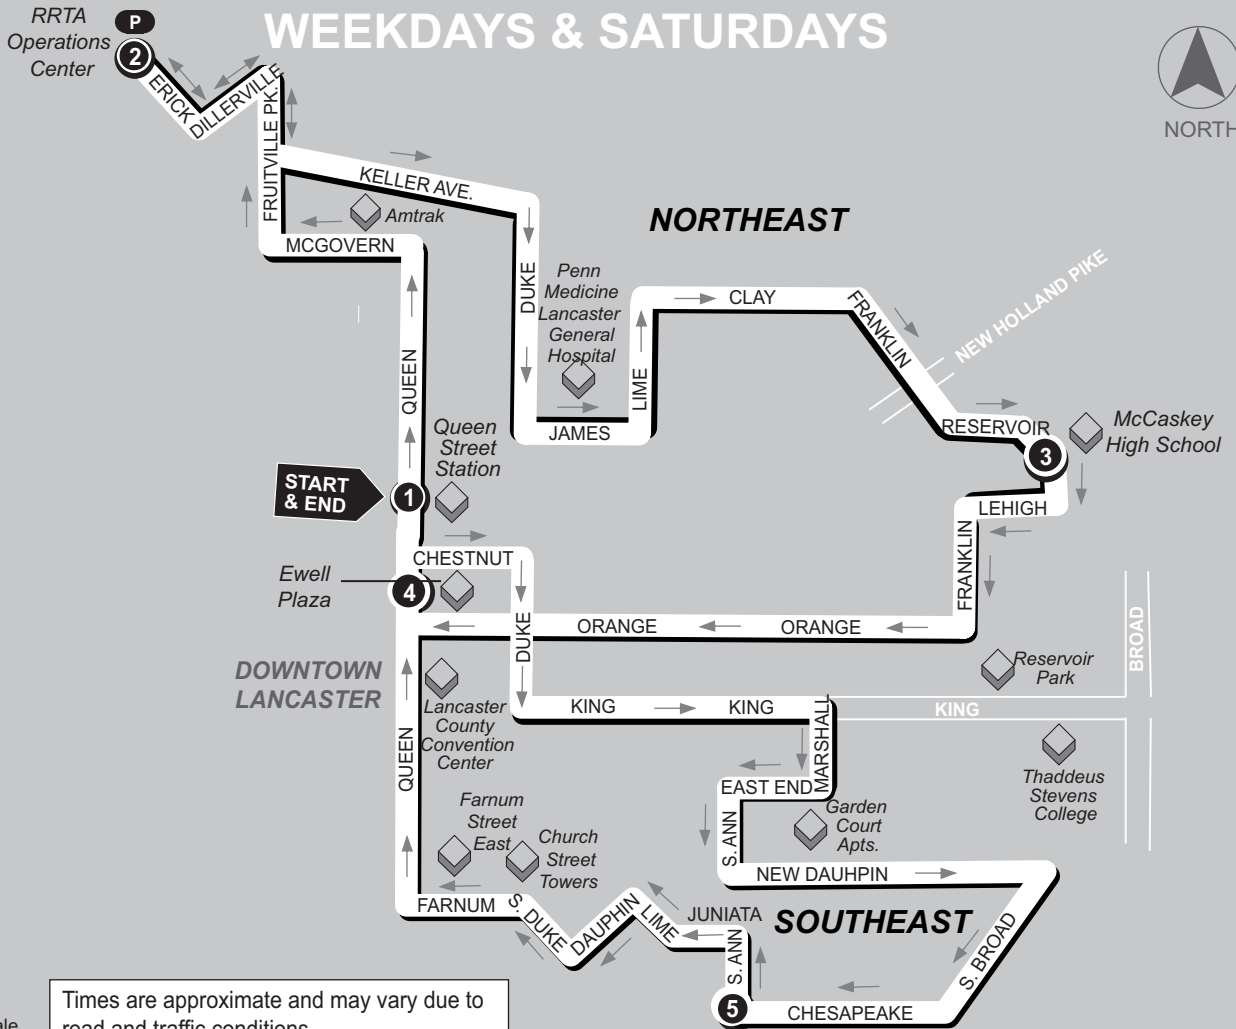 WEEKDAYS & SATURDAYS
RRTA
Operations
Center
P
2
ERICK
DILLERVILLE
FRUITVILLE PK.
NORTH
KELLER AVE.
Amtrak
MCGOVERN
NORTHEAST
DUKE
Penn
Medicine
Lancaster
General
Hospital
JAMES
LIME
CLAY
FRANKLIN
NEW HOLLAND PIKE
RESERVOIR
3
McCaskey
High School
LEHIGH
FRANKLIN
QUEEN
Queen
Street
Station
START
& END
1
CHESTNUT
Ewell
Plaza
4
DUKE
ORANGE
ORANGE
DOWNTOWN
LANCASTER
Lancaster
County
Convention
Center
QUEEN
KING
KING
MARSHALL
KING
BROAD
Reservoir
Park
Thaddeus
Stevens
College
EAST END
Garden
Court
Apts.
S. ANN
NEW DAUHPIN
Farnum
Street
East
Church
Street
Towers
FARNUM
S. DUKE
DAUPHIN
LIME
JUNIATA
SOUTHEAST
S. BROAD
S. ANN
5
CHESAPEAKE
Times are approximate and may vary due to
road and traffic conditions